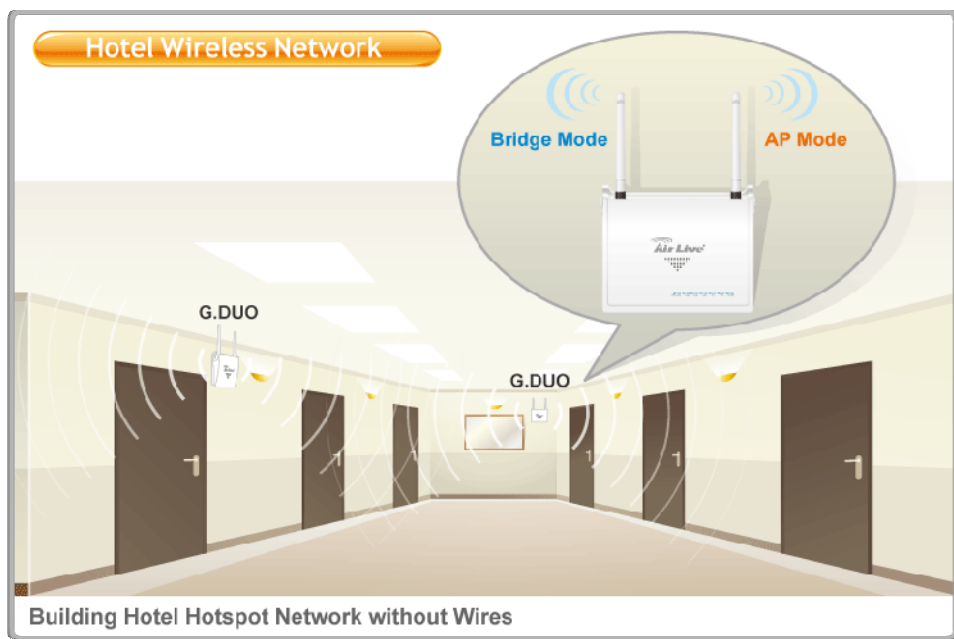 Hotel Wireless Network
Bridge Mode
AP Mode
Air Live
G.DUO
G.DUO
Building Hotel Hotspot Network without Wires